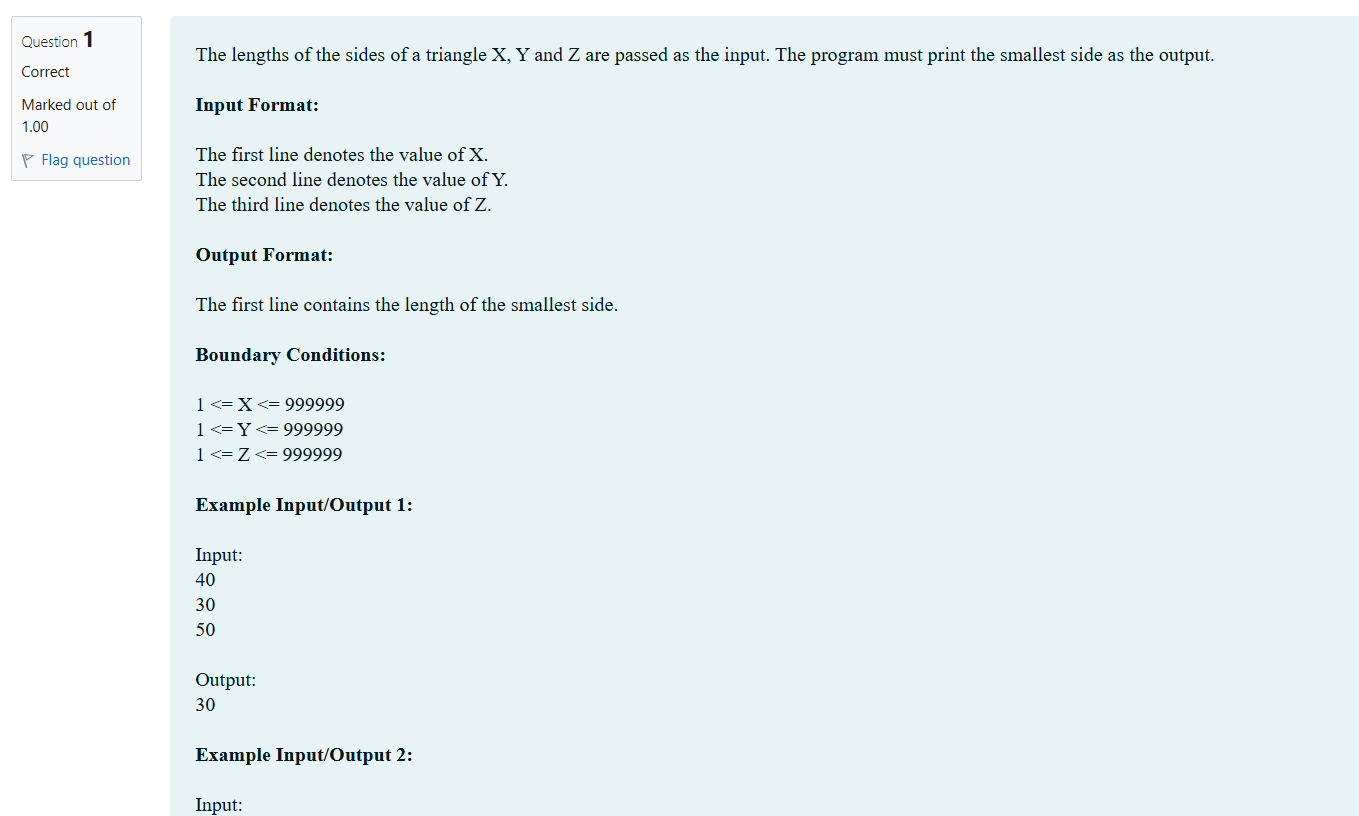 Question 1
Correct
Marked out of
1.00
Flag question
The lengths of the sides of a triangle X, Y and Z are passed as the input. The program must print the smallest side as the output.
Input Format:
The first line denotes the value of X.
The second line denotes the value of Y.
The third line denotes the value of Z.
Output Format:
The first line contains the length of the smallest side.
Boundary Conditions:
1 <= X <= 999999
1 <= Y <= 999999
1 <= Z <= 999999
Example Input/Output 1:
Input:
40
30
50
Output:
30
Example Input/Output 2:
Input: